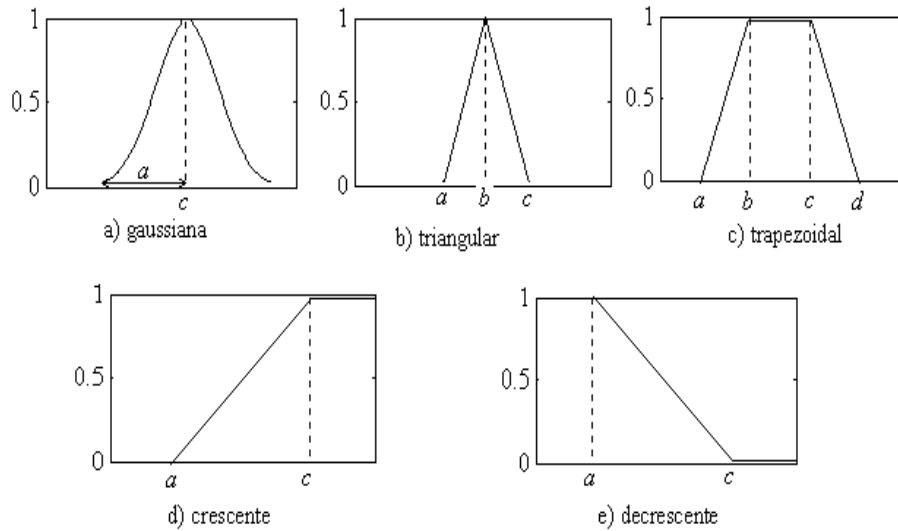 1
0.5
0
a
c
a) gaussiana
1
0.5
0
a b c
b) triangular
1
0.5
0
a b c d
c) trapezoidal
1
0.5
0
a c
d) crescente
1
0.5
0
a c
e) decrescente